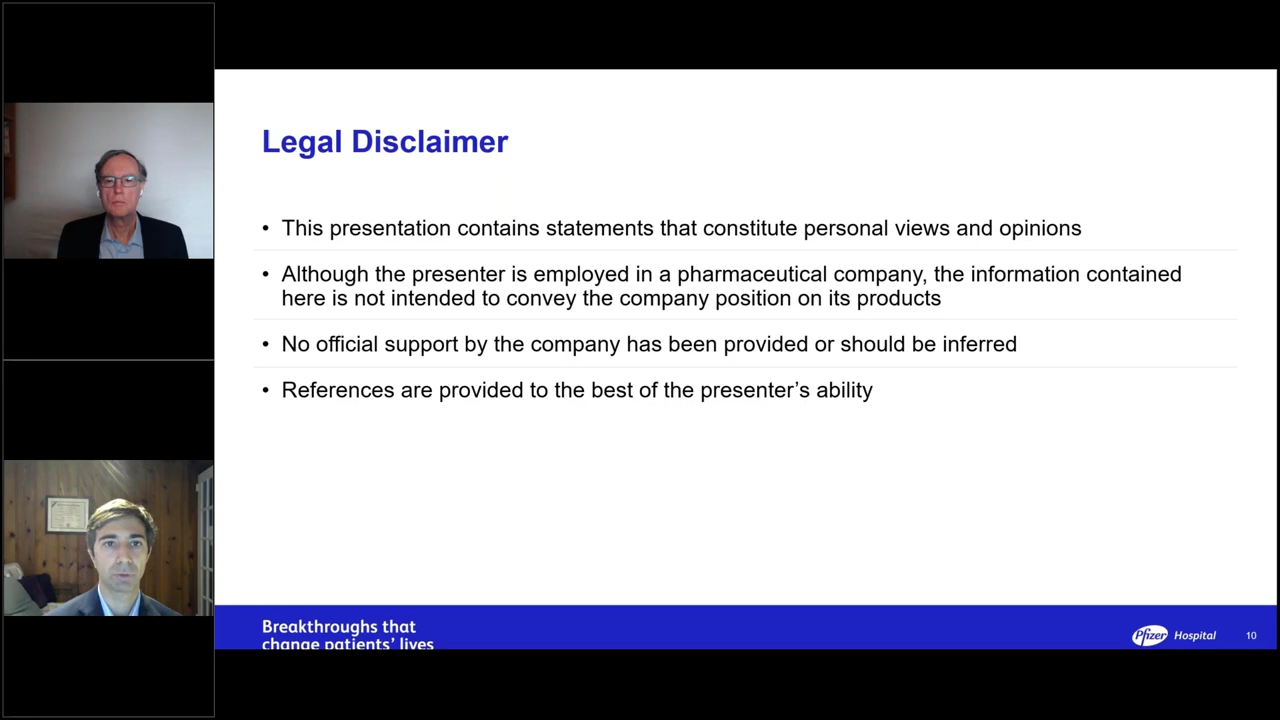 Legal Disclaimer
• This presentation contains statements that constitute personal views and opinions
• Although the presenter is employed in a pharmaceutical company, the information contained
here is not intended to convey the company position on its products
• No official support by the company has been provided or should be inferred
• References are provided to the best of the presenter’s ability
Breakthroughs that
change patients’ lives
Pfizer Hospital 10